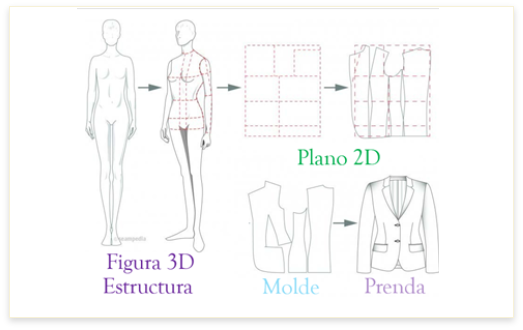 Plano 2D
Figura 3D
Estructura
Molde
Prenda